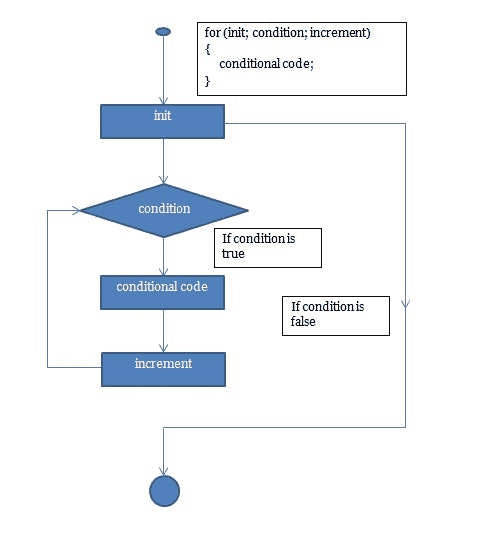 for (init; condition; increment)
{
conditional code;
}
init
condition
If condition is
true
conditional code
If condition is
false
increment